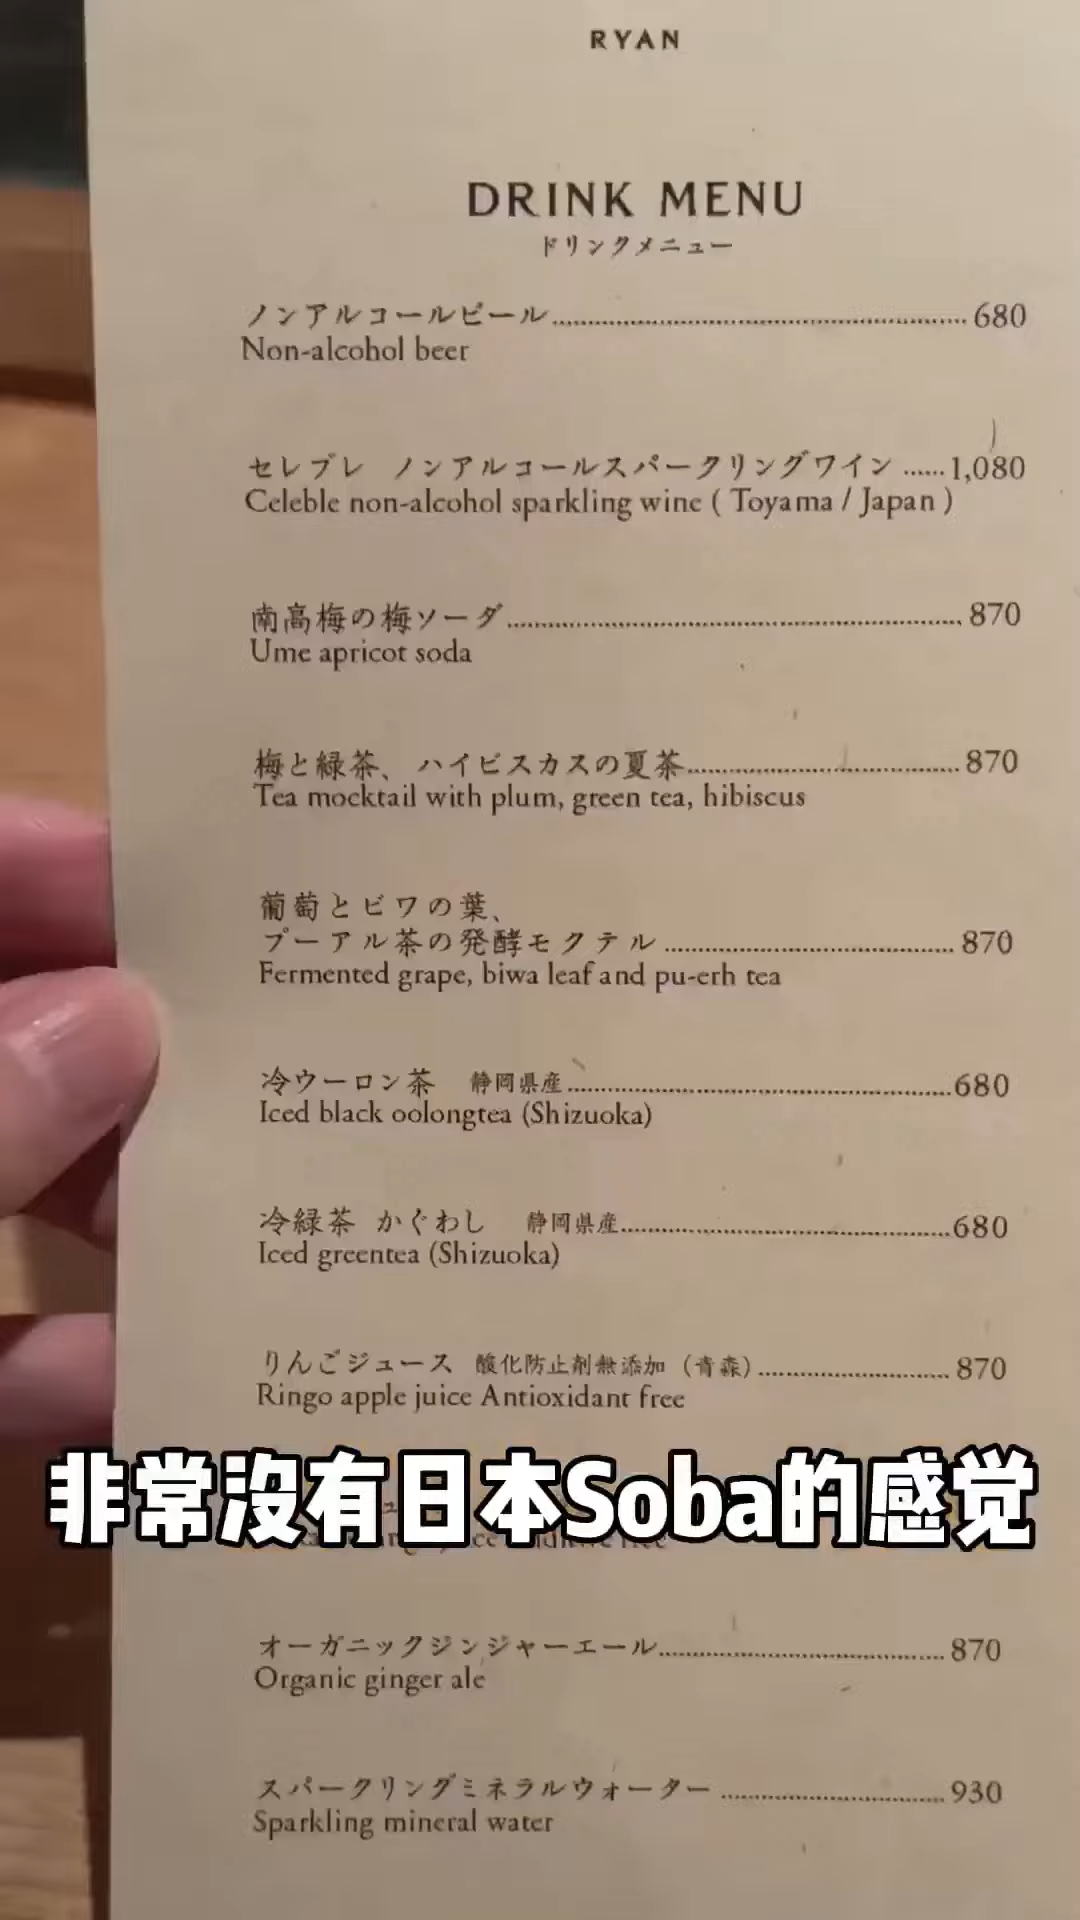 RYAN
DRINK MENU
ドリンクメニュー
ノンアルコールビール 680
Non-alcohol beer
セレブレ ノンアルコールスパークリングワイン 1,080
Celeble non-alcohol sparkling wine ( Toyama / Japan )
南高梅の梅ソーダ 870
Ume apricot soda
梅と緑茶、ハイビスカスの夏茶 870
Tea mocktail with plum, green tea, hibiscus
葡萄とビワの葉、
プーアル茶の発酵モクテル 870
Fermented grape, biwa leaf and pu-erh tea
冷ウーロン茶 静岡県産 680
Iced black oolongtea (Shizuoka)
冷緑茶 かぐわし 静岡県産 680
Iced greentea (Shizuoka)
りんごジュース 酸化防止剤無添加（青森） 870
Ringo apple juice Antioxidant free
非常没有日本Soba的感觉
オーガニックジンジャーエール 870
Organic ginger ale
スパークリングミネラルウォーター 930
Sparkling mineral water